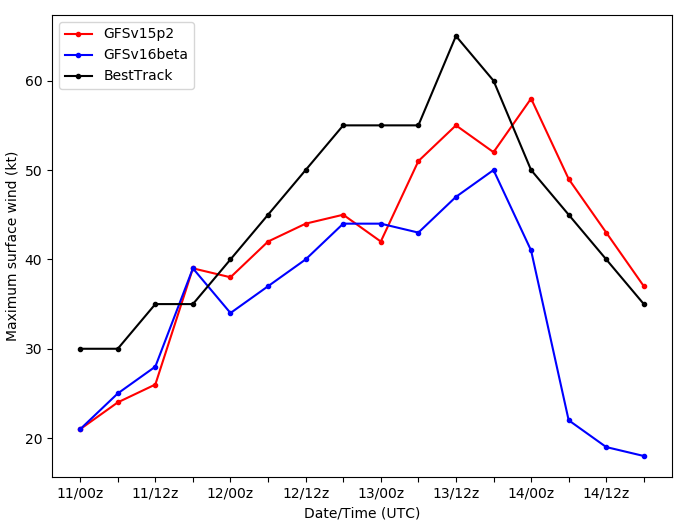 GFSv15p2
GFSv16beta
BestTrack
Maximum surface wind (kt)
60
50
40
30
20
11/00z 11/12z 12/00z 12/12z 13/00z 13/12z 14/00z 14/12z
Date/Time (UTC)